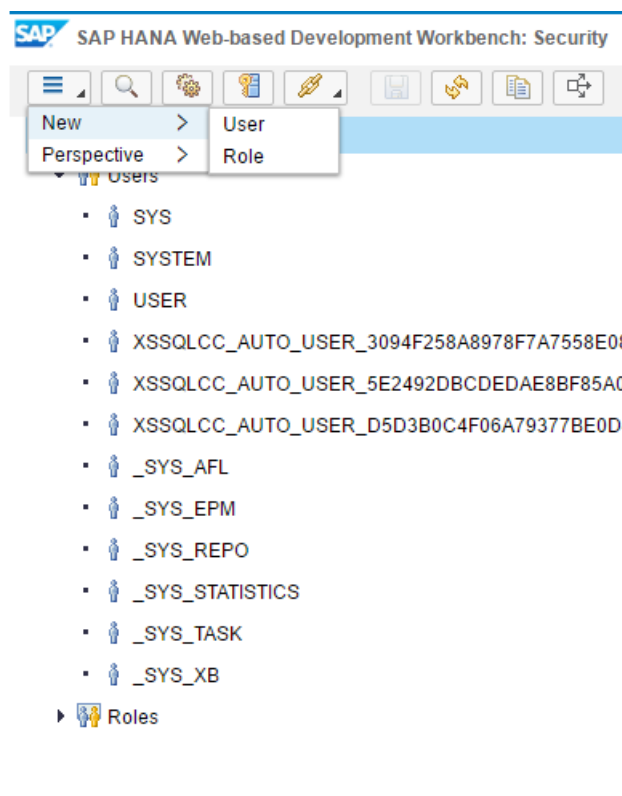 SAP SAP HANA Web-based Development Workbench: Security
New > User
Perspective > Role
Users
SYS
SYSTEM
USER
XSSQLCC_AUTO_USER_3094F258A8978F7A7558E08
XSSQLCC_AUTO_USER_5E2492DBCDEDAE8BF85A0
XSSQLCC_AUTO_USER_D5D3B0C4F06A79377BE0D
_SYS_AFL
_SYS_EPM
_SYS_REPO
_SYS_STATISTICS
_SYS_TASK
_SYS_XB
Roles